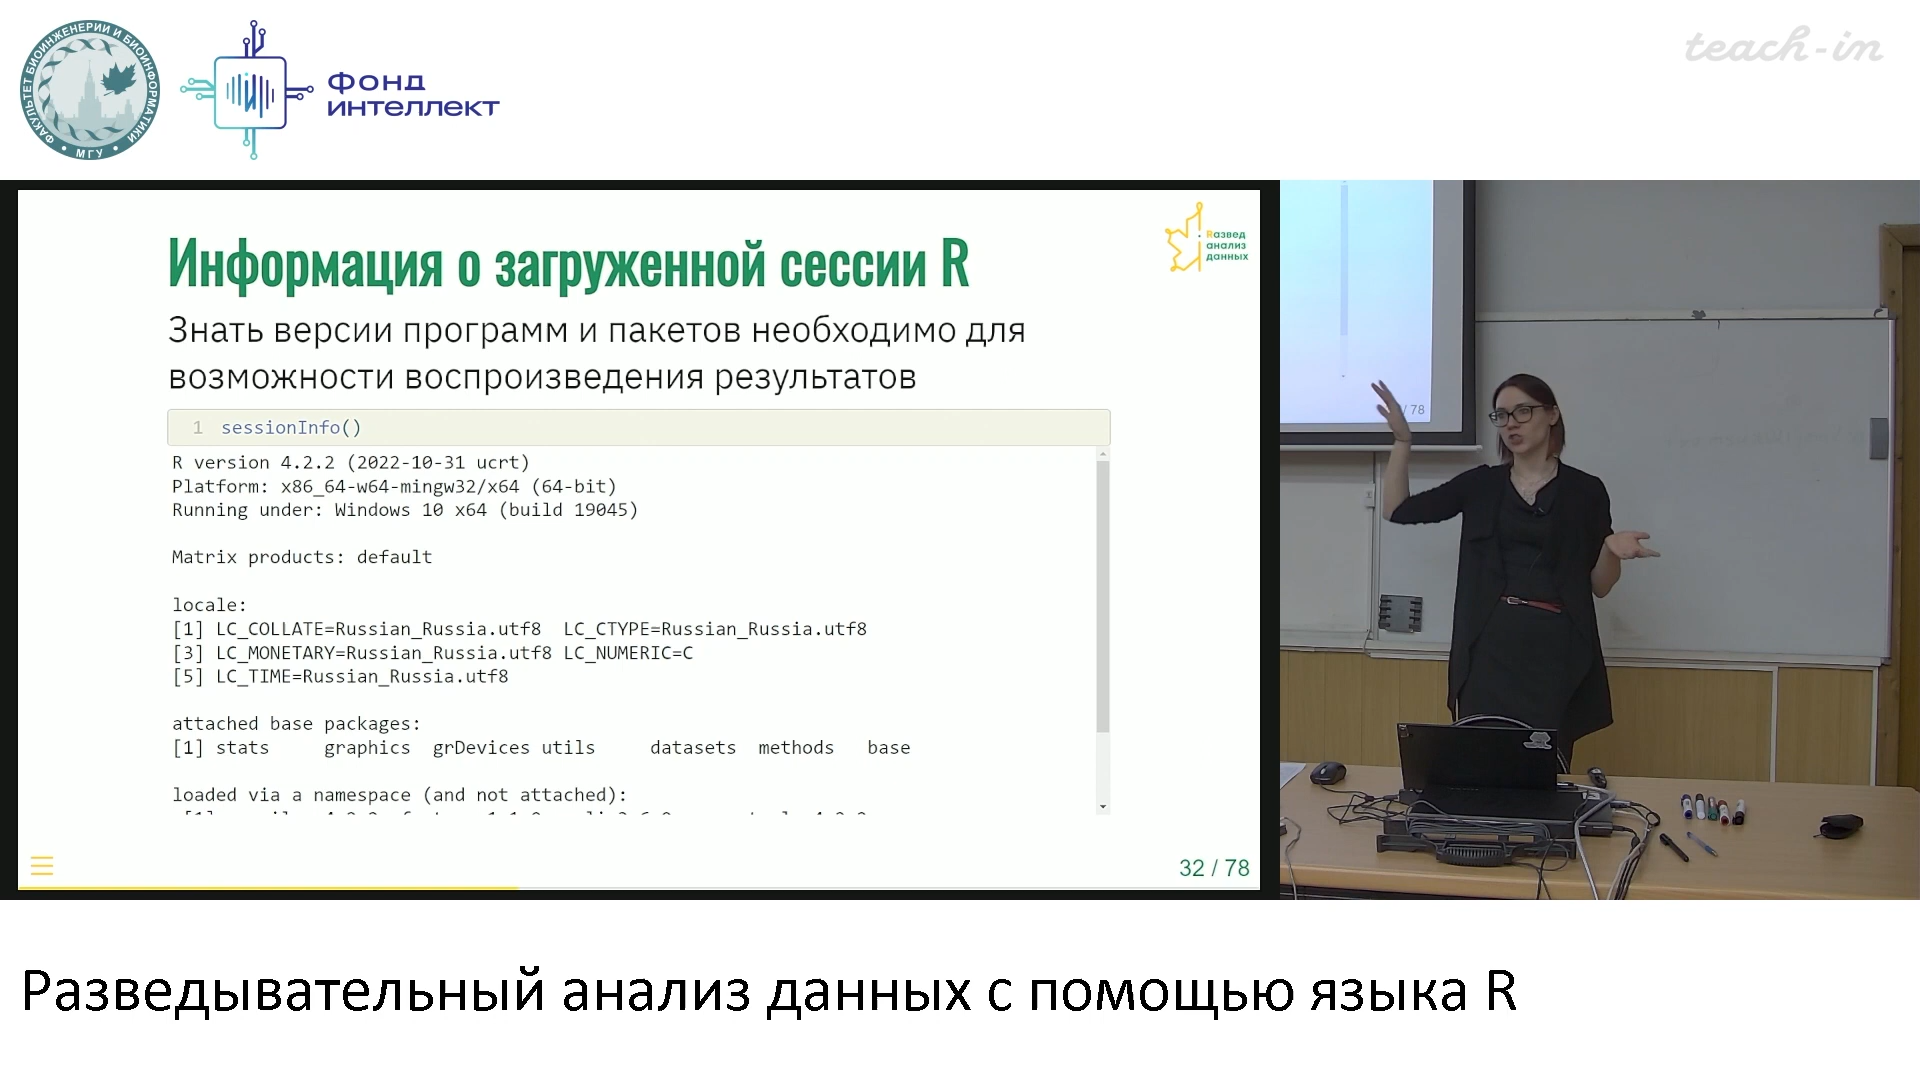 ФАКУЛЬТЕТ БИОИНЖЕНЕРИИ И БИОИНФОРМАТИКИ
МГУ
ФОНД
ИНТЕЛЛЕКТ
teach-in
Информация о загруженной сессии R
Rазвед
анализ
данных
Знать версии программ и пакетов необходимо для
возможности воспроизведения результатов
1 sessionInfo()
R version 4.2.2 (2022-10-31 ucrt)
Platform: x86_64-w64-mingw32/x64 (64-bit)
Running under: Windows 10 x64 (build 19045)
Matrix products: default
locale:
[1] LC_COLLATE=Russian_Russia.utf8 LC_CTYPE=Russian_Russia.utf8
[3] LC_MONETARY=Russian_Russia.utf8 LC_NUMERIC=C
[5] LC_TIME=Russian_Russia.utf8
attached base packages:
[1] stats graphics grDevices utils datasets methods base
loaded via a namespace (and not attached):
32 / 78
/ 78
Разведывательный анализ данных с помощью языка R